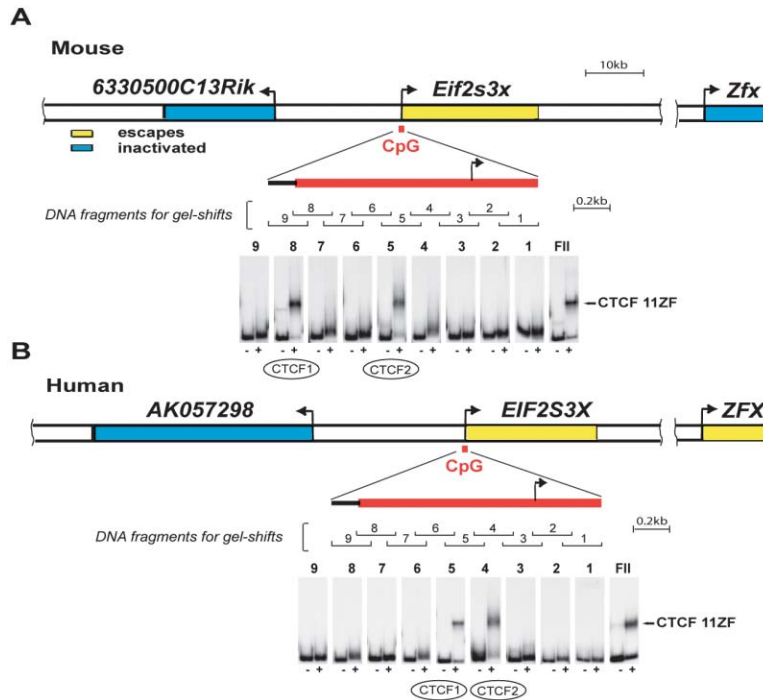 A
Mouse
10kb
6330500C13Rik Eif2s3x Zfx
escapes
inactivated
CpG
0.2kb
DNA fragments for gel-shifts
8 6 4 2
9 7 5 3 1
9 8 7 6 5 4 3 2 1 FII
CTCF 11ZF
- + - + - + - + - + - + - + - + - + - +
CTCF1 CTCF2
B
Human
AK057298 EIF2S3X ZFX
CpG
0.2kb
DNA fragments for gel-shifts
8 6 4 2
9 7 5 3 1
9 8 7 6 5 4 3 2 1 FII
CTCF 11ZF
- + - + - + - + - + - + - + - + - + - +
CTCF1 CTCF2